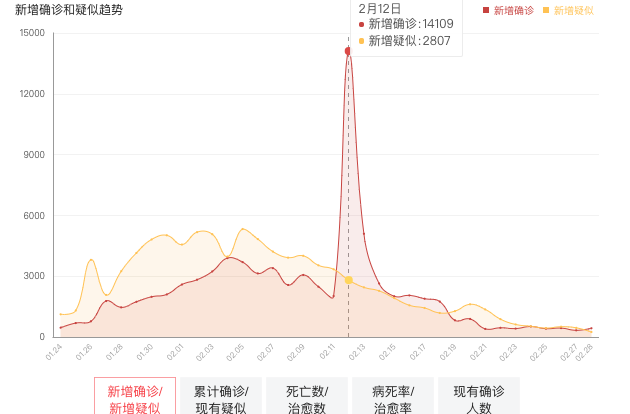 新增确诊和疑似趋势
2月12日
新增确诊:14109
新增疑似:2807
新增确诊 新增疑似
15000
12000
9000
6000
3000
0
01.24 01.26 01.28 01.30 02.01 02.03 02.05 02.07 02.09 02.11 02.13 02.15 02.17 02.19 02.21 02.23 02.25 02.27 02.28
新增确诊/
新增疑似
累计确诊/
现有疑似
死亡数/
治愈数
病死率/
治愈率
现有确诊
人数